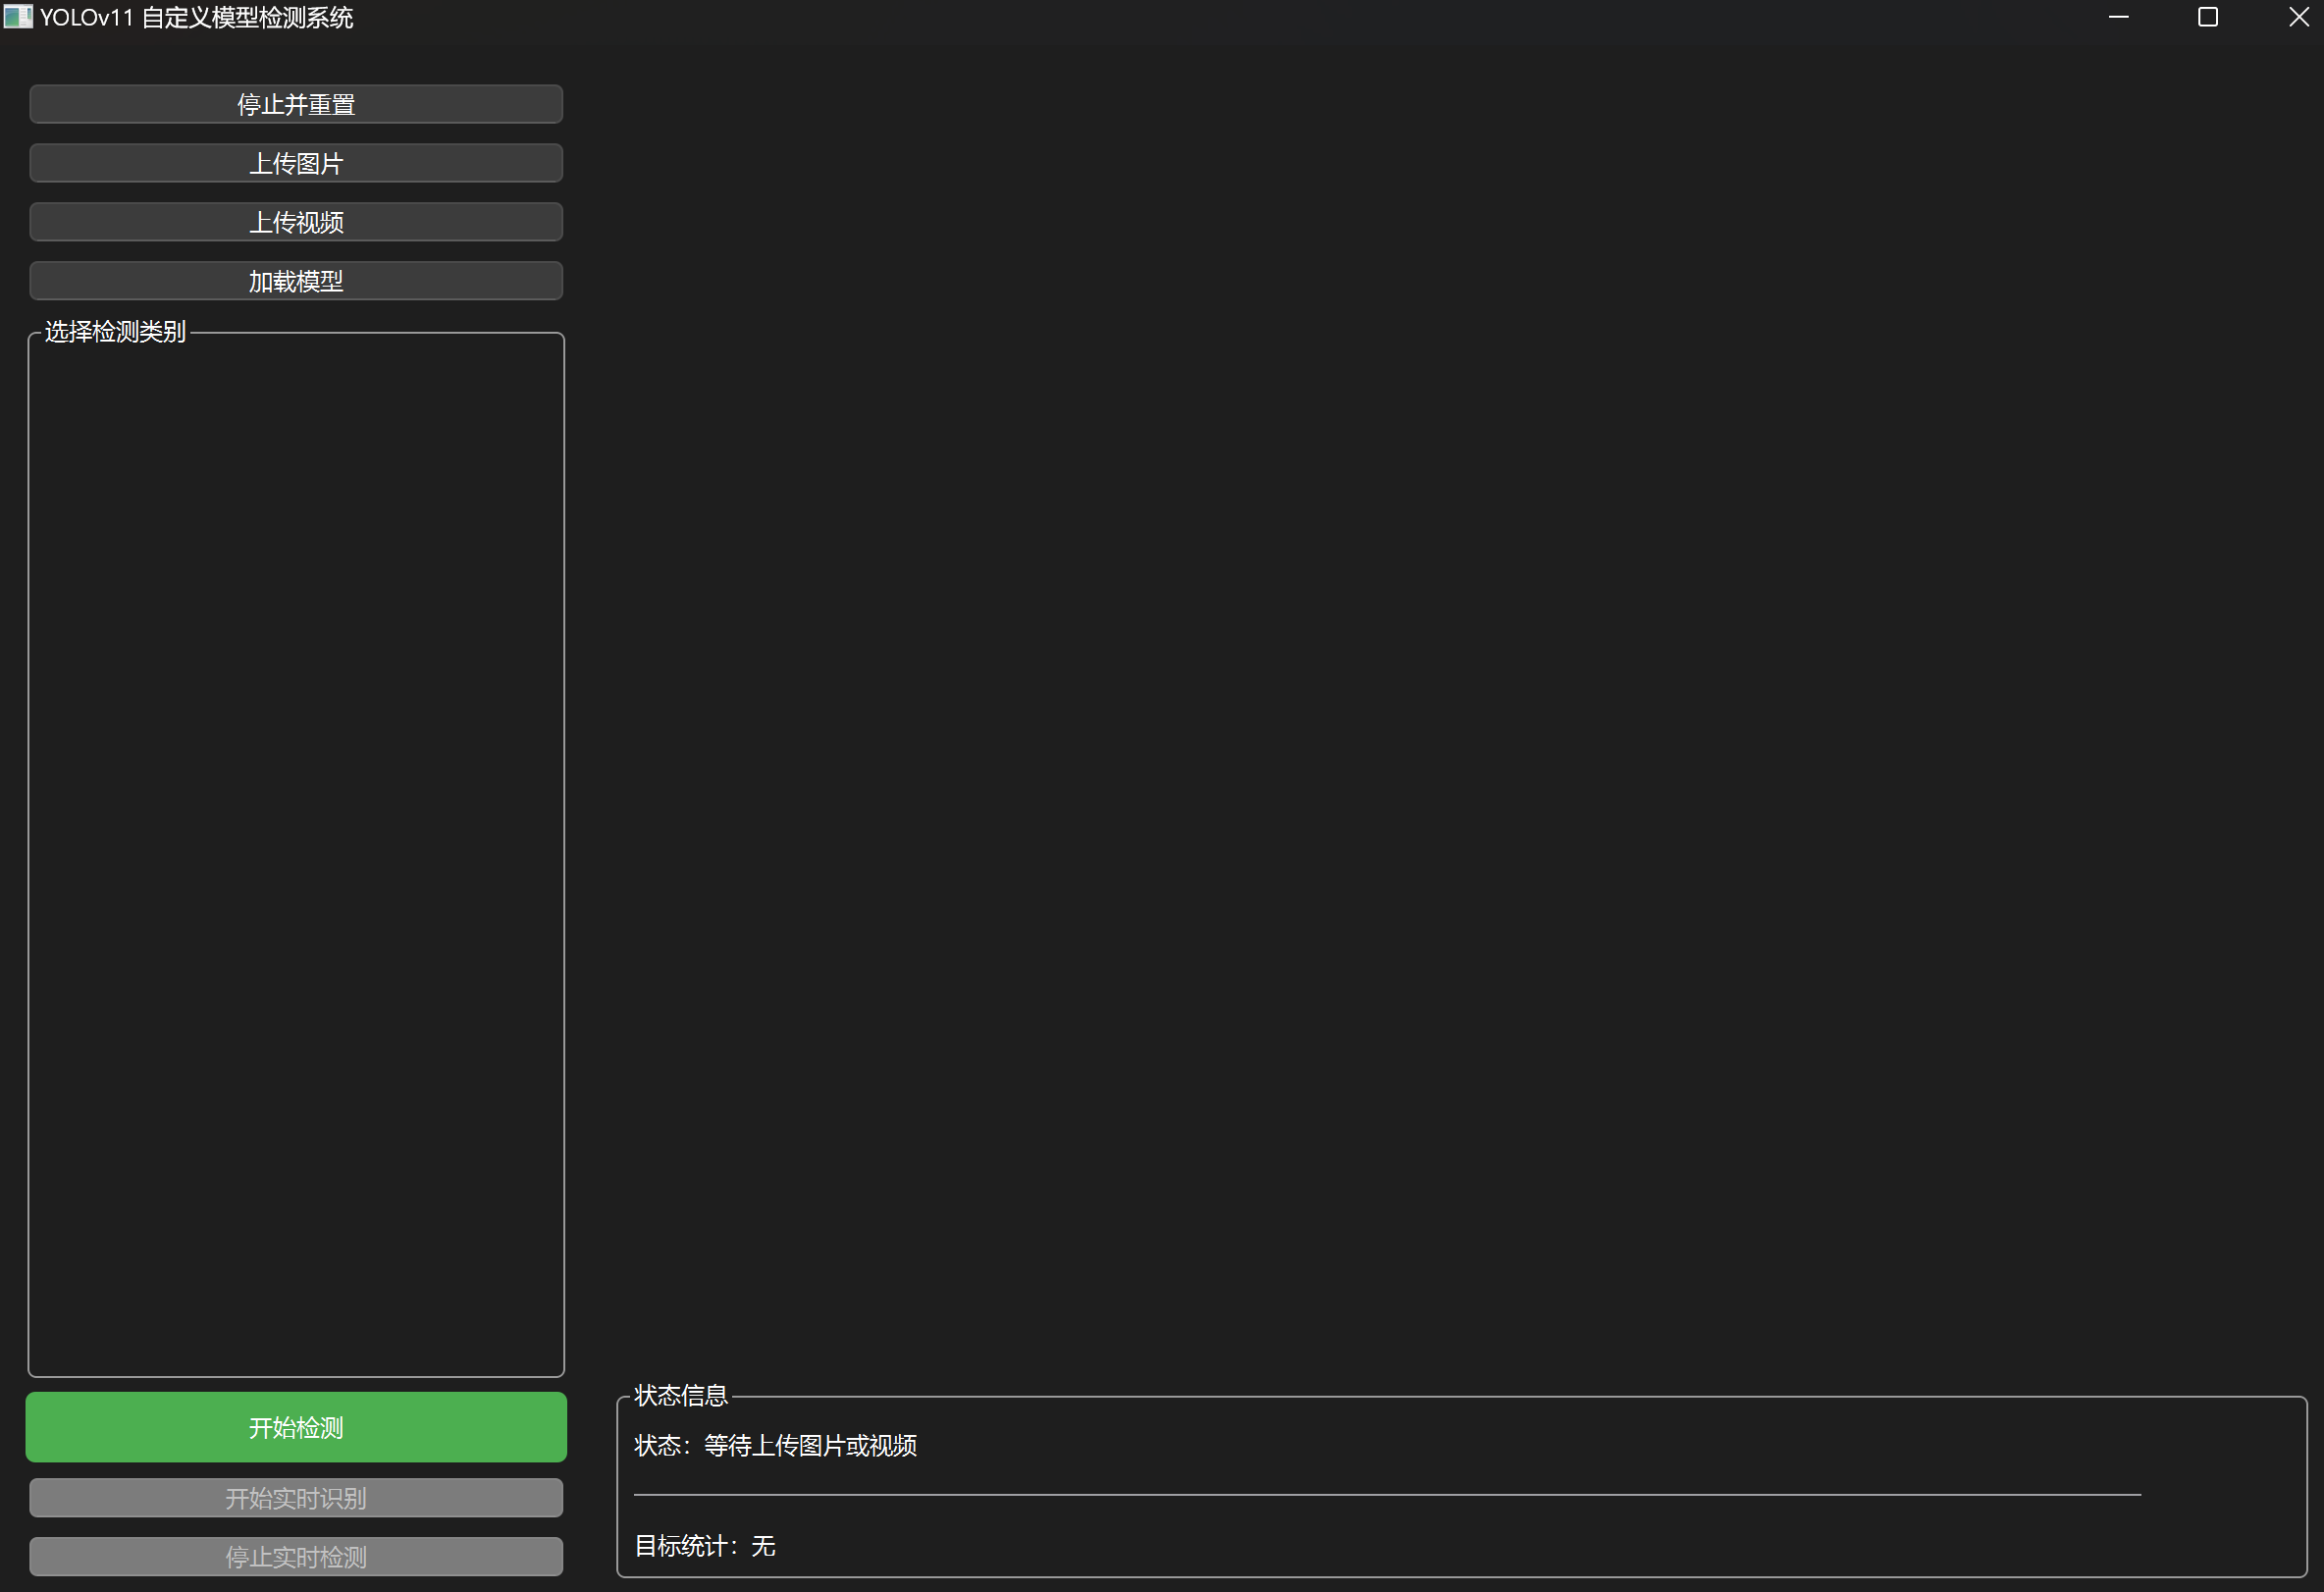 YOLOv11 自定义模型检测系统
停止并重置
上传图片
上传视频
加载模型
选择检测类别
开始检测
开始实时识别
停止实时检测
状态信息
状态：等待上传图片或视频
目标统计：无